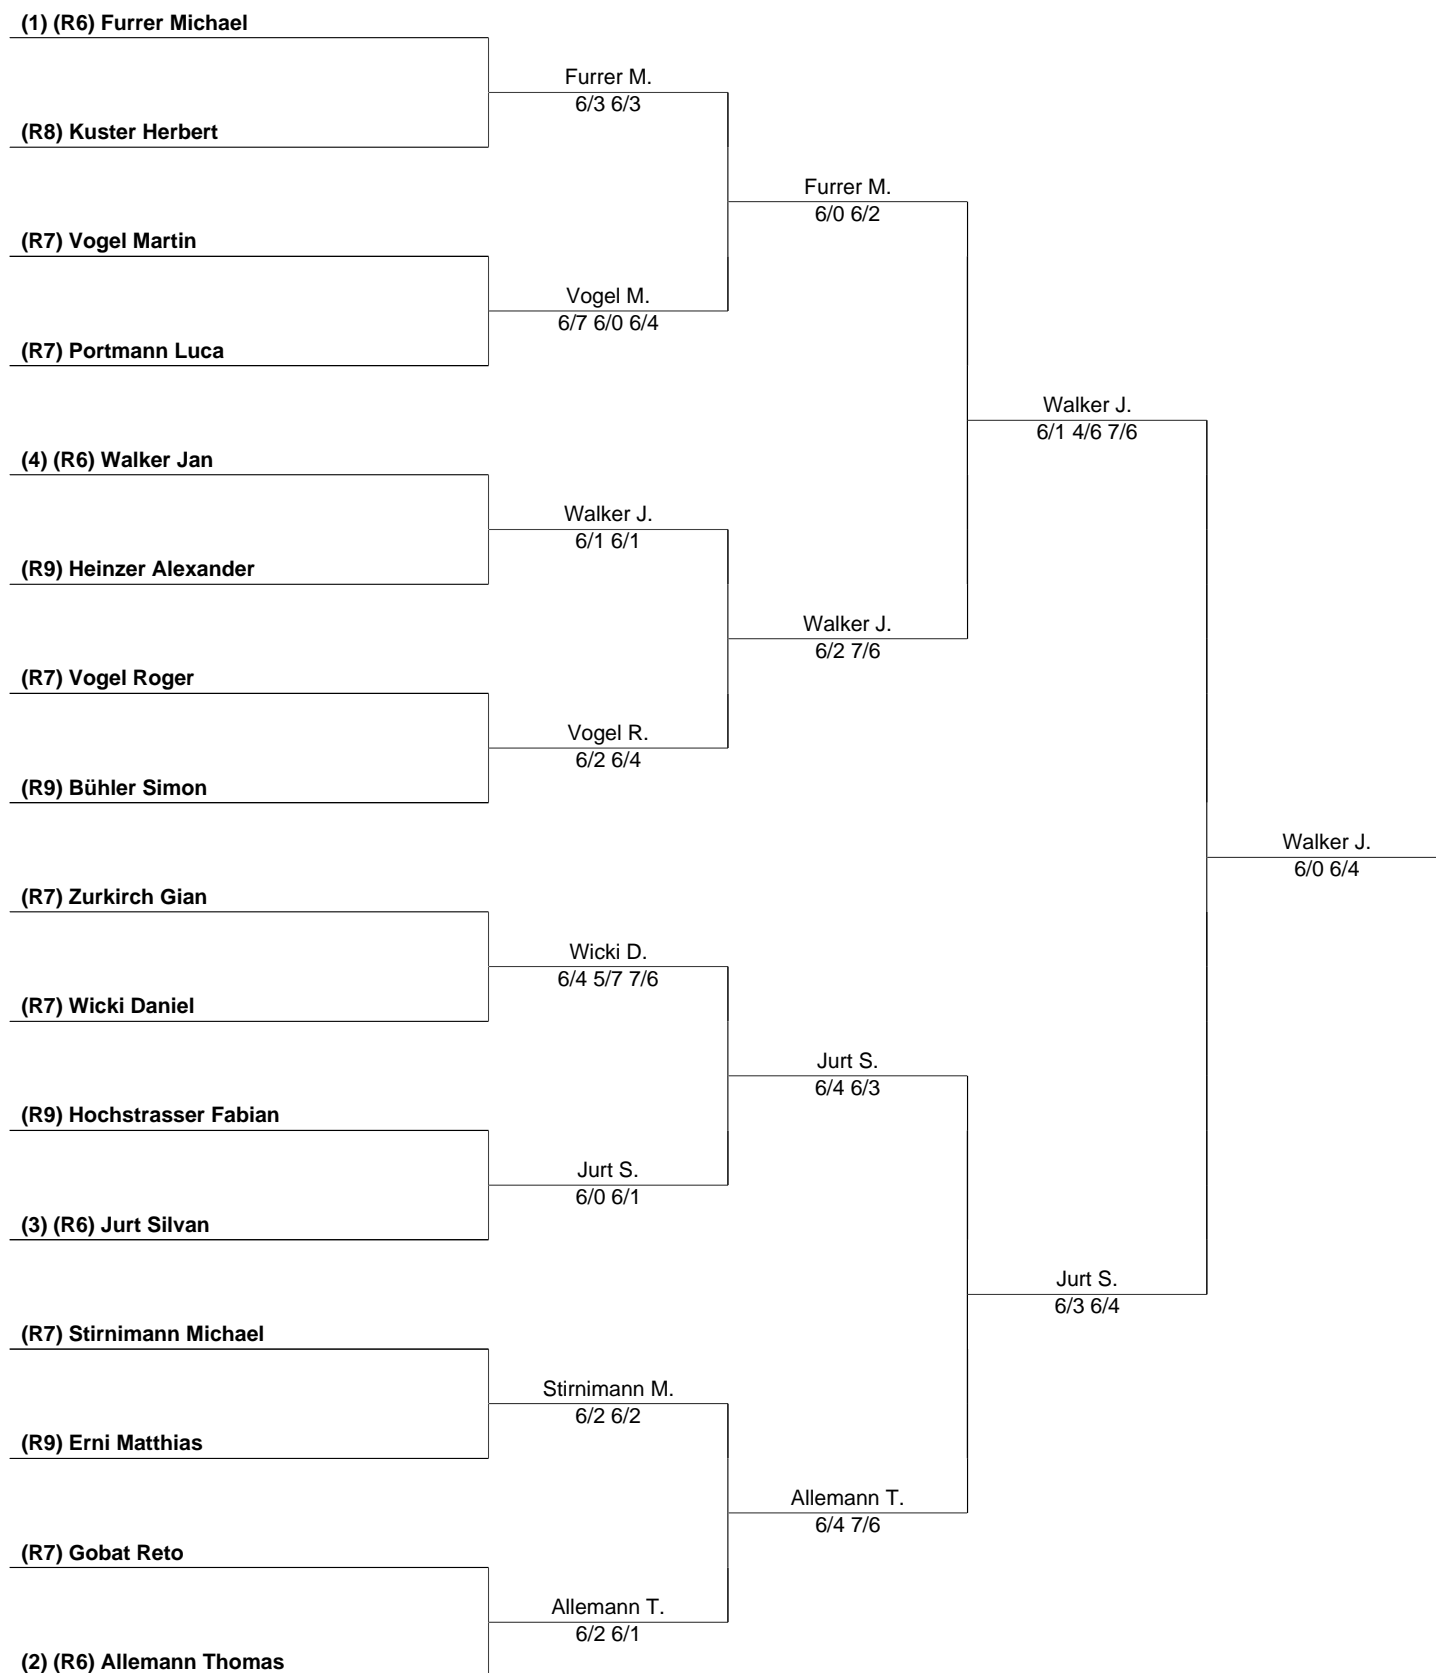 (1) (R6) Furrer Michael
Furrer M.
6/3 6/3
(R8) Kuster Herbert
Furrer M.
6/0 6/2
(R7) Vogel Martin
Vogel M.
6/7 6/0 6/4
(R7) Portmann Luca
Walker J.
6/1 4/6 7/6
(4) (R6) Walker Jan
Walker J.
6/1 6/1
(R9) Heinzer Alexander
Walker J.
6/2 7/6
(R7) Vogel Roger
Vogel R.
6/2 6/4
(R9) Bühler Simon
Walker J.
6/0 6/4
(R7) Zurkirch Gian
Wicki D.
6/4 5/7 7/6
(R7) Wicki Daniel
Jurt S.
6/4 6/3
(R9) Hochstrasser Fabian
Jurt S.
6/0 6/1
(3) (R6) Jurt Silvan
Jurt S.
6/3 6/4
(R7) Stirnimann Michael
Stirnimann M.
6/2 6/2
(R9) Erni Matthias
Allemann T.
6/4 7/6
(R7) Gobat Reto
Allemann T.
6/2 6/1
(2) (R6) Allemann Thomas